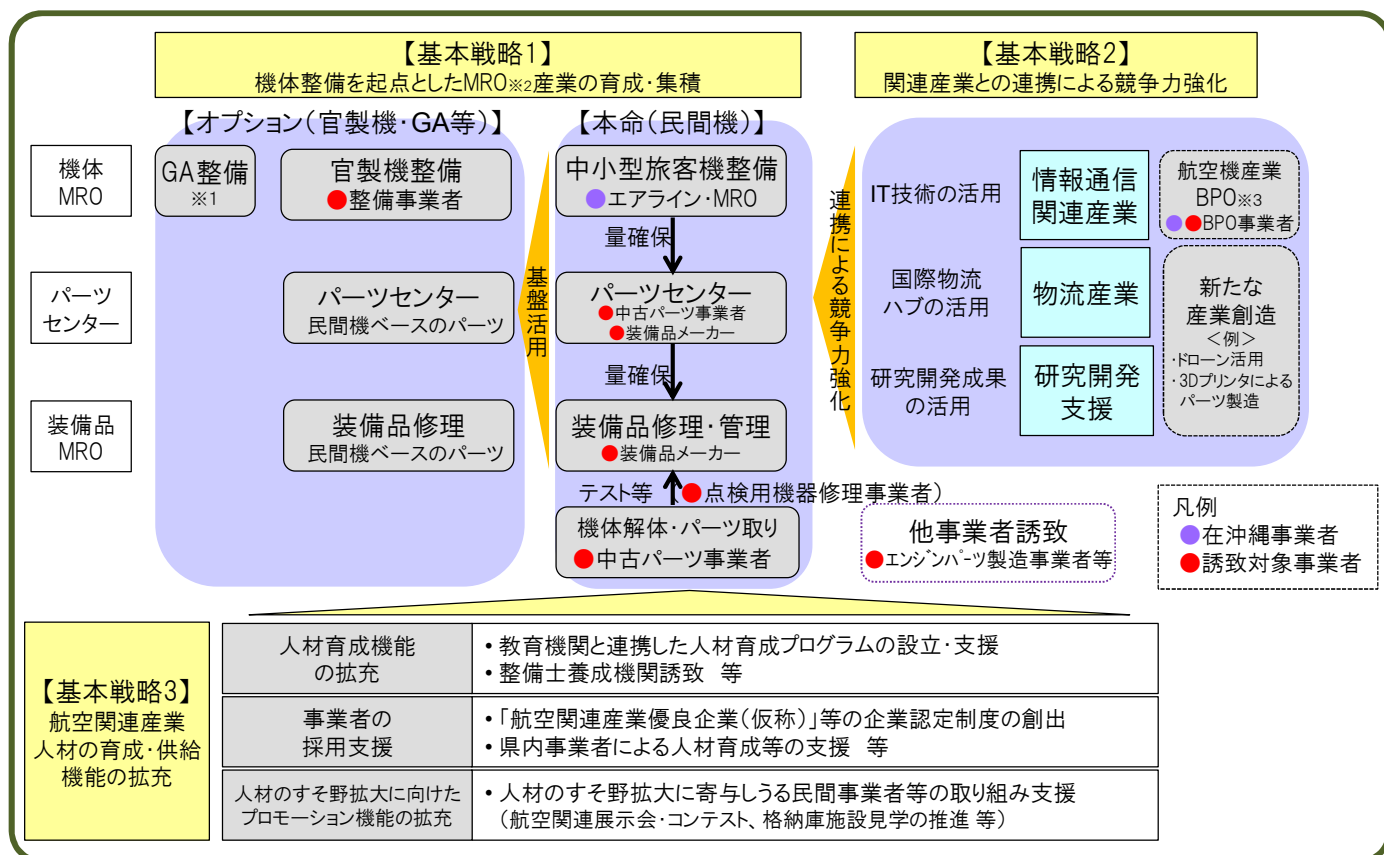 【基本戦略1】
機体整備を起点としたMRO※2産業の育成・集積
【基本戦略2】
関連産業との連携による競争力強化
【オプション(官製機・GA等)】
【本命(民間機)】
機体
MRO
GA整備
※1
官製機整備
●整備事業者
中小型旅客機整備
●エアライン・MRO
量確保
パーツ
センター
パーツセンター
民間機ベースのパーツ
パーツセンター
●中古パーツ事業者
●装備品メーカー
量確保
装備品
MRO
装備品修理
民間機ベースのパーツ
装備品修理・管理
●装備品メーカー
テスト等 (●点検用機器修理事業者)
機体解体・パーツ取り
●中古パーツ事業者
基盤活用
連携による競争力強化
IT技術の活用
情報通信
関連産業
航空機産業
BPO※3
●●BPO事業者
国際物流
ハブの活用
物流産業
研究開発成果
の活用
研究開発
支援
新たな
産業創造
<例>
・ドローン活用
・3Dプリンタによる
パーツ製造
他事業者誘致
●エンジンパーツ製造事業者等
凡例
●在沖縄事業者
●誘致対象事業者
【基本戦略3】
航空関連産業
人材の育成・供給
機能の拡充
人材育成機能
の拡充
• 教育機関と連携した人材育成プログラムの設立・支援
• 整備士養成機関誘致 等
事業者の
採用支援
• 「航空関連産業優良企業(仮称)」等の企業認定制度の創出
• 県内事業者による人材育成等の支援 等
人材のすそ野拡大に向けた
プロモーション機能の拡充
• 人材のすそ野拡大に寄与しうる民間事業者等の取り組み支援
(航空関連展示会・コンテスト、格納庫施設見学の推進 等)